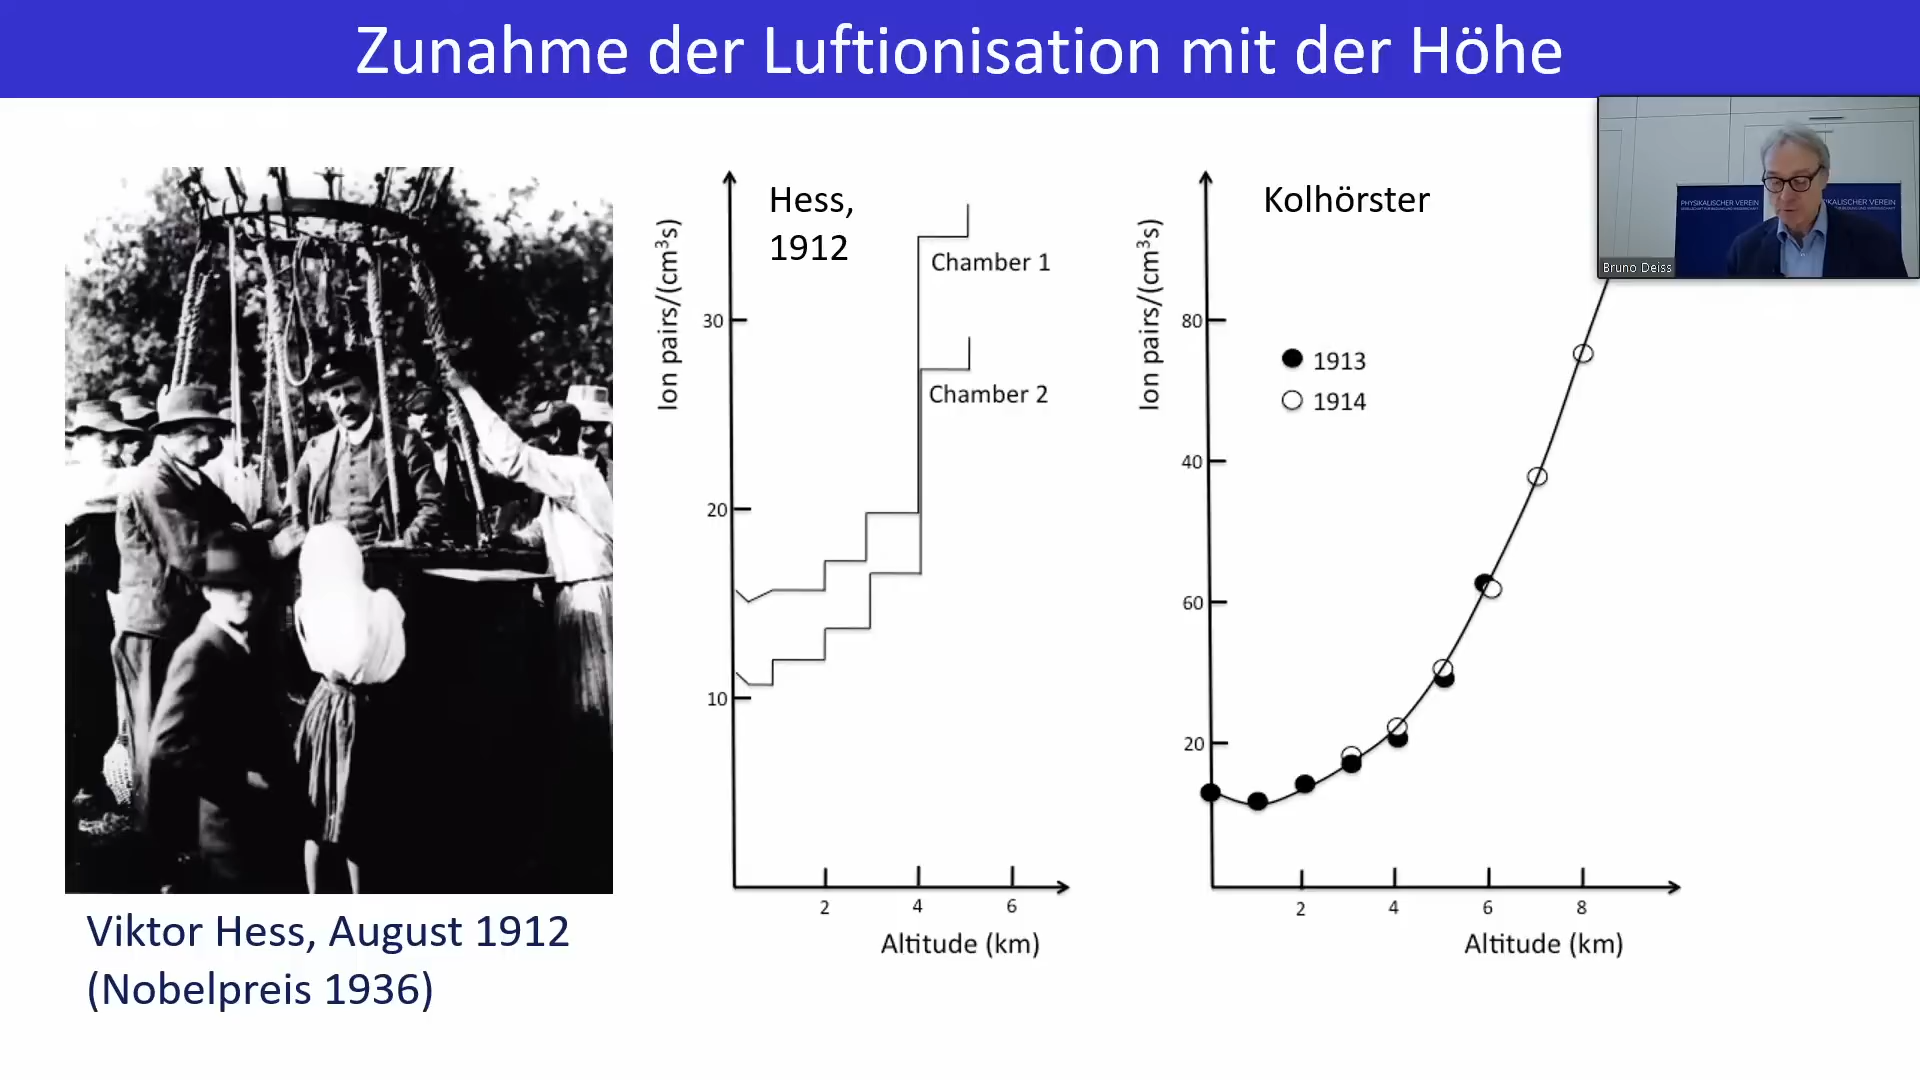 Zunahme der Luftionisation mit der Höhe
PHYSIKALISCHER VEREIN
YSIKALISCHER VEREIN
Bruno Deiss
Viktor Hess, August 1912
(Nobelpreis 1936)
Hess,
1912
Ion pairs/(cm³s)
30
20
10
Chamber 1
Chamber 2
2 4 6
Altitude (km)
Kolhörster
Ion pairs/(cm³s)
80
40
60
20
1913
1914
2 4 6 8
Altitude (km)